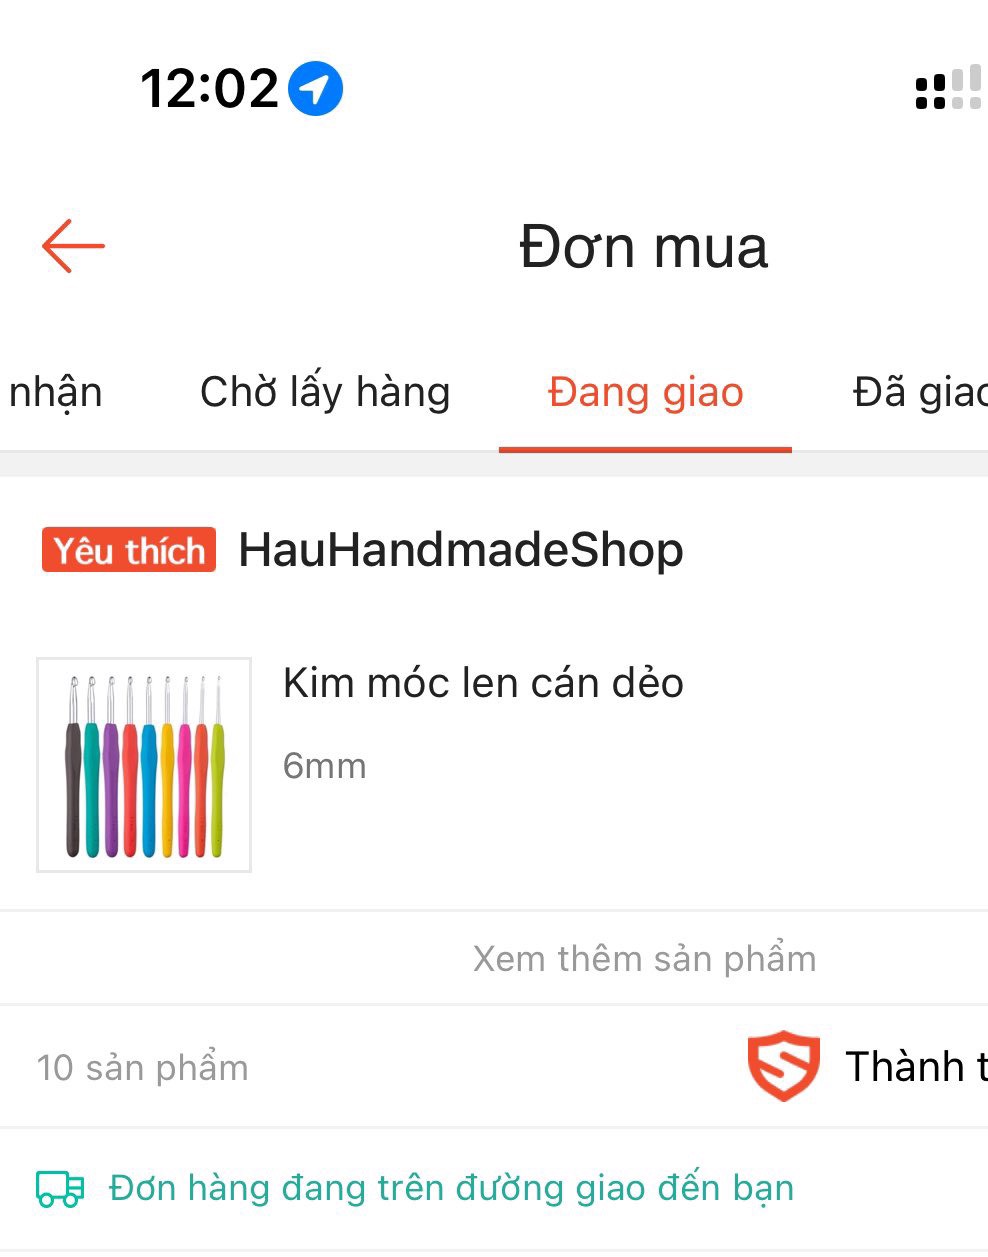 12:02
Đơn mua
nhận Chờ lấy hàng Đang giao Đã giao
Yêu thích HauHandmadeShop
Kim móc len cán dẻo
6mm
Xem thêm sản phẩm
10 sản phẩm Thành t
Đơn hàng đang trên đường giao đến bạn